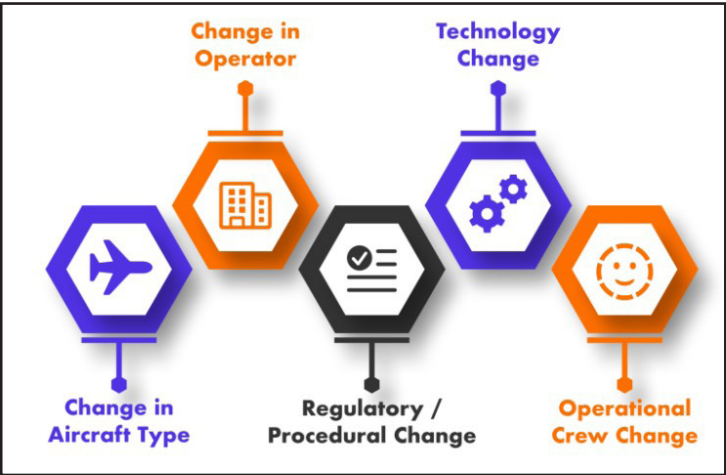 Change in
Operator
Technology
Change
Change in
Aircraft Type
Regulatory /
Procedural Change
Operational
Crew Change